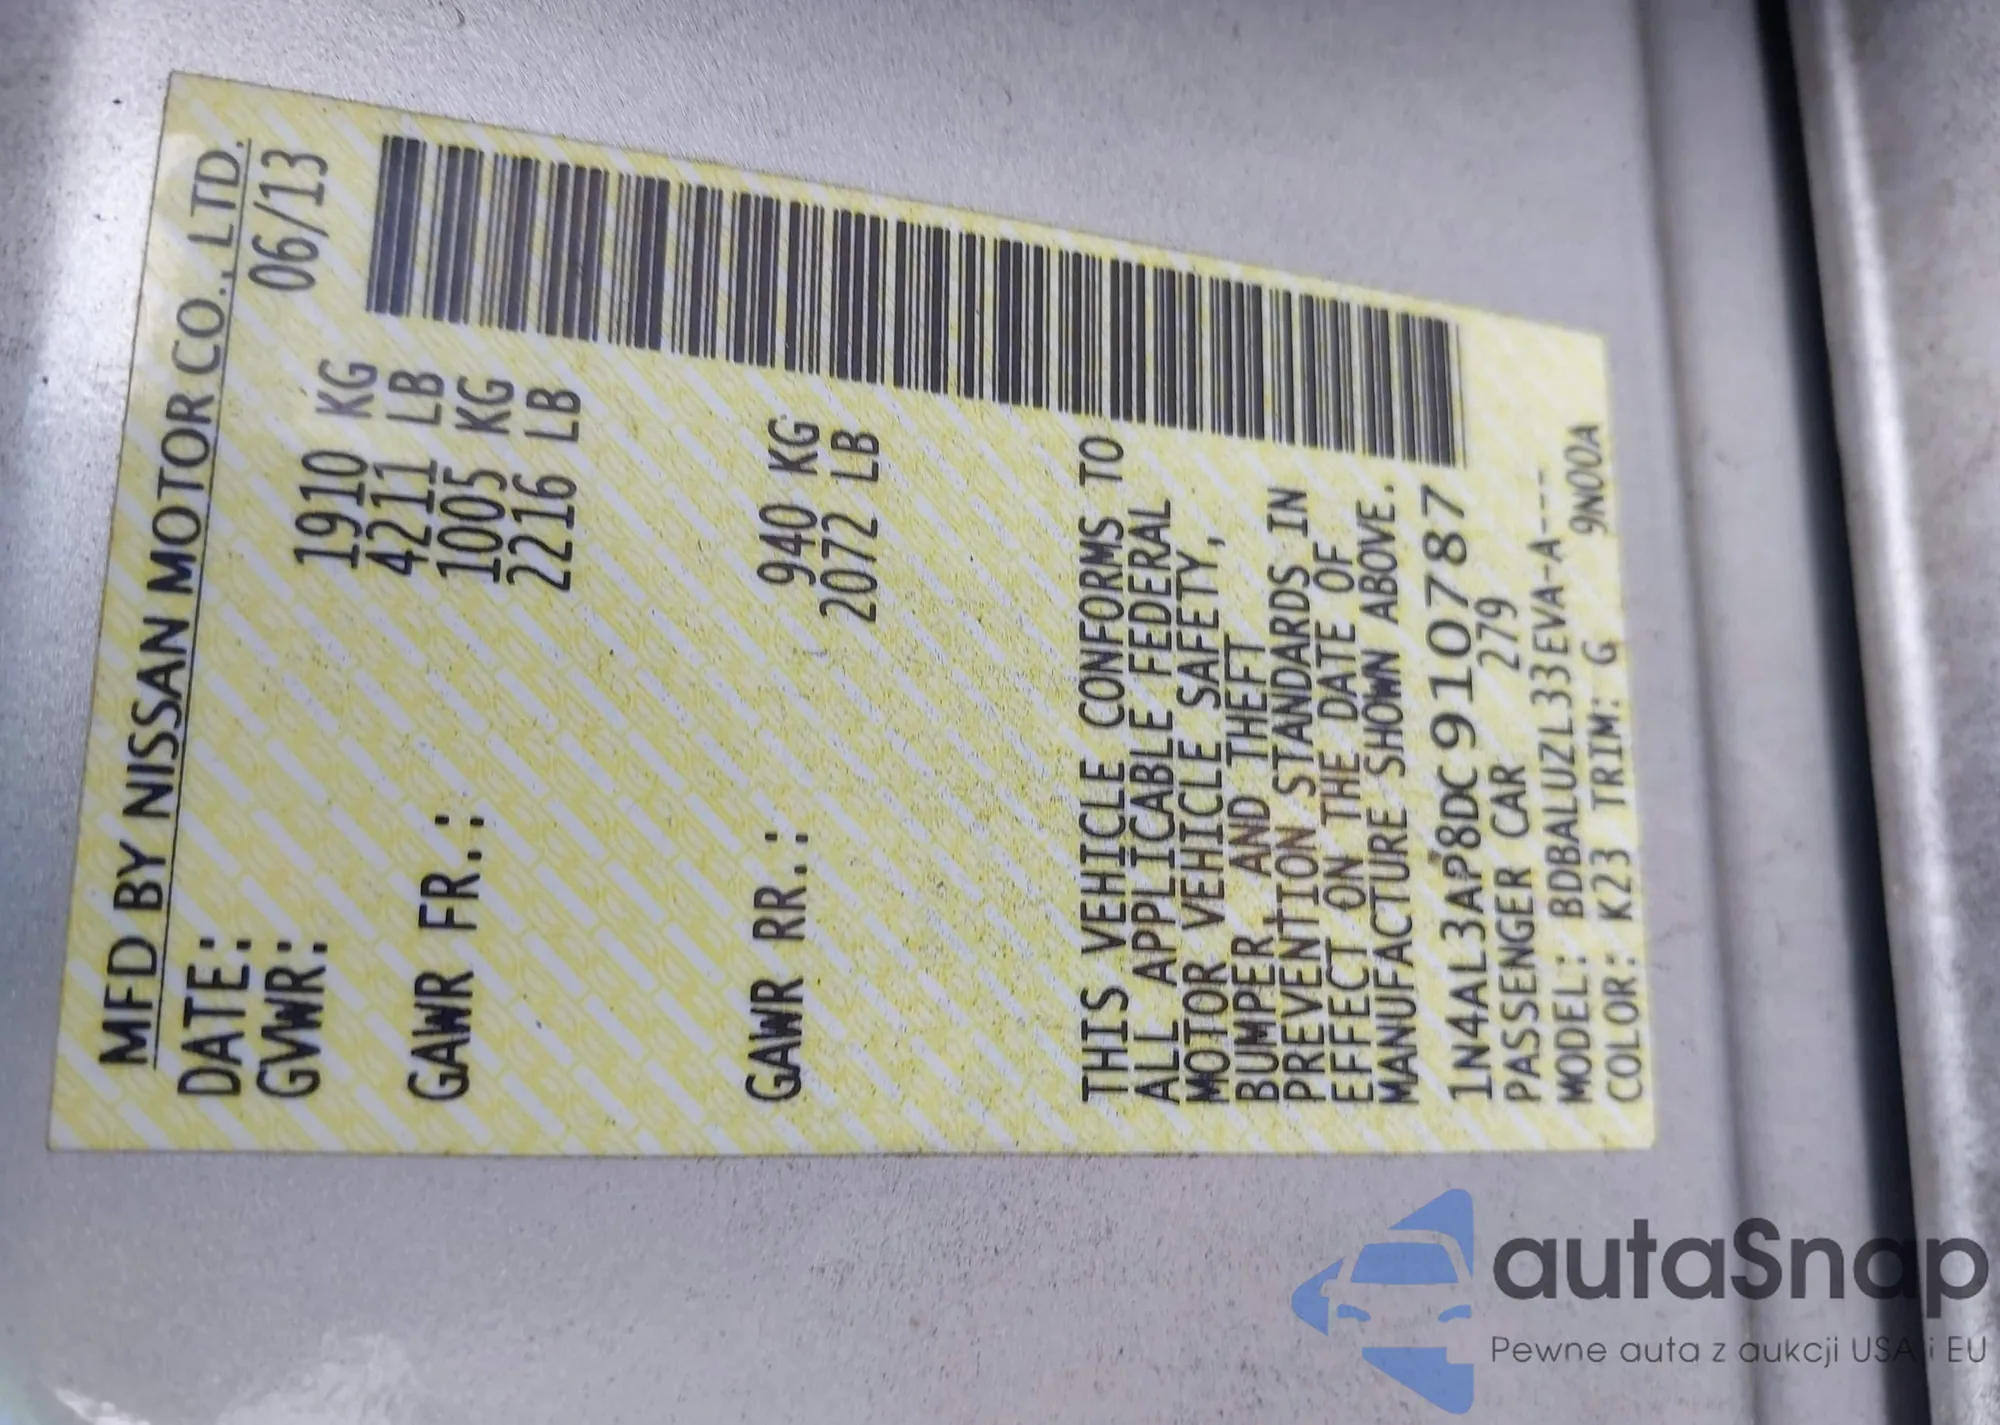 MFD BY NISSAN MOTOR CO., LTD.
DATE: 06/13
GVWR: 1910 KG
4211 LB
GAWR FR.: 1005 KG
2216 LB
GAWR RR.: 940 KG
2072 LB
THIS VEHICLE CONFORMS TO
ALL APPLICABLE FEDERAL
MOTOR VEHICLE SAFETY,
BUMPER AND THEFT
PREVENTION STANDARDS IN
EFFECT ON THE DATE OF
MANUFACTURE SHOWN ABOVE.
1N4AL3AP8DC910787
PASSENGER CAR 279
MODEL: BDBALUZL33EVA-A---
COLOR: K23 TRIM: G 9N00A
autaSnap
Pewne auta z aukcji USA i EU